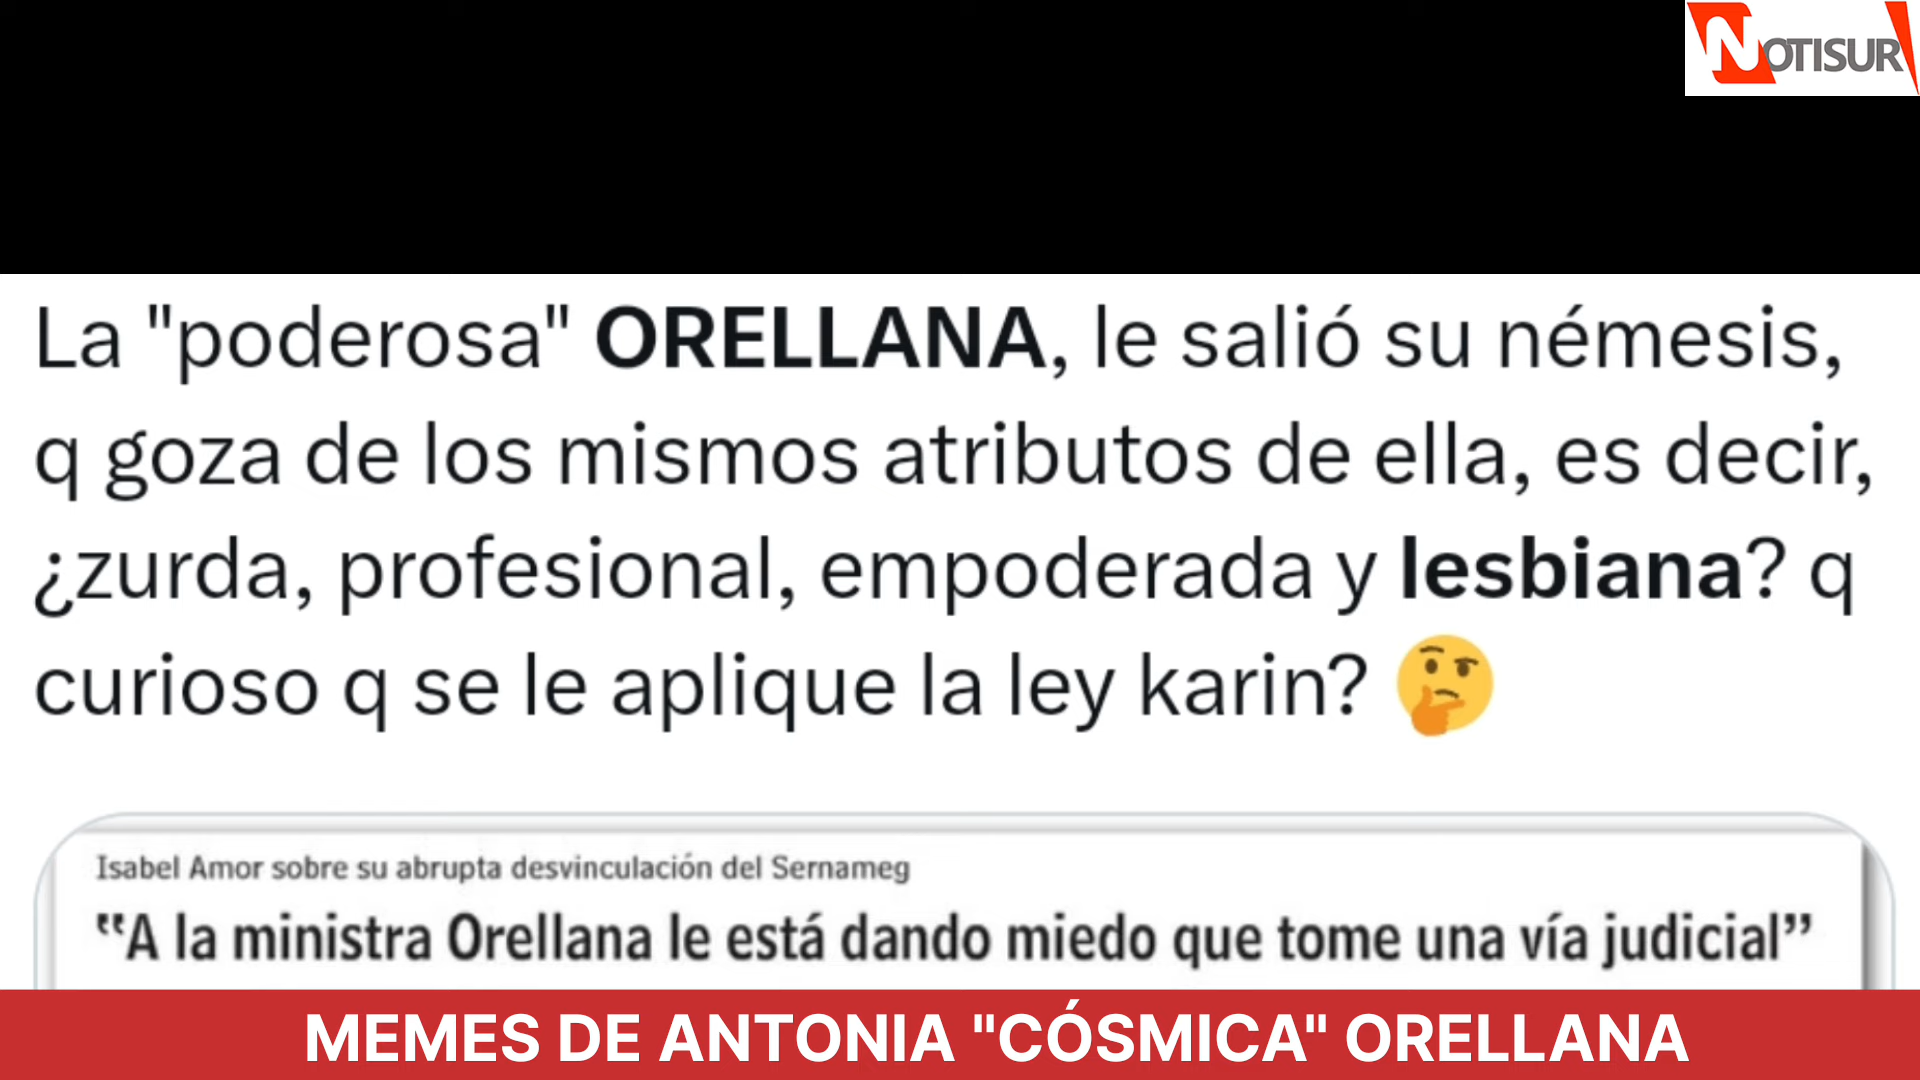 NOTISUR
La "poderosa" ORELLANA, le salió su némesis,
q goza de los mismos atributos de ella, es decir,
¿zurda, profesional, empoderada y lesbiana? q
curioso q se le aplique la ley karin? 🤔
Isabel Amor sobre su abrupta desvinculación del Sernameg
“A la ministra Orellana le está dando miedo que tome una vía judicial”
MEMES DE ANTONIA "CÓSMICA" ORELLANA